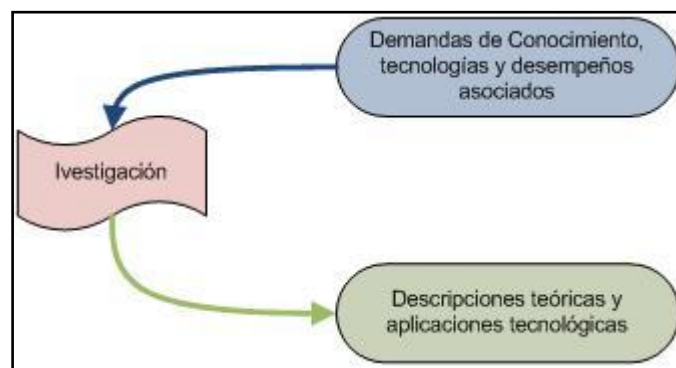 Demandas de Conocimiento,
tecnologías y desempeños
asociados
Ivestigación
Descripciones teóricas y
aplicaciones tecnológicas